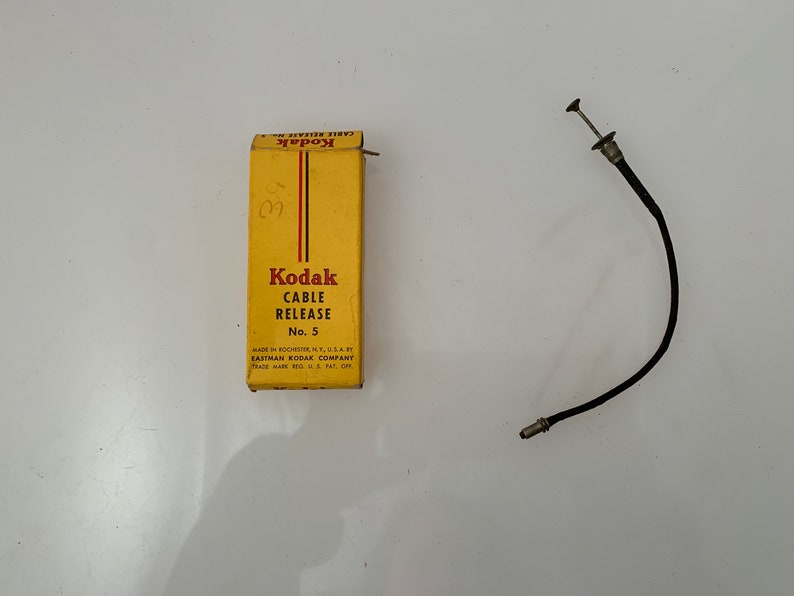 CABLE RELEASE No. 5
Kodak
39
Kodak
CABLE
RELEASE
No. 5
MADE IN ROCHESTER, N. Y., U. S. A. BY
EASTMAN KODAK COMPANY
TRADE MARK REG. U. S. PAT. OFF.